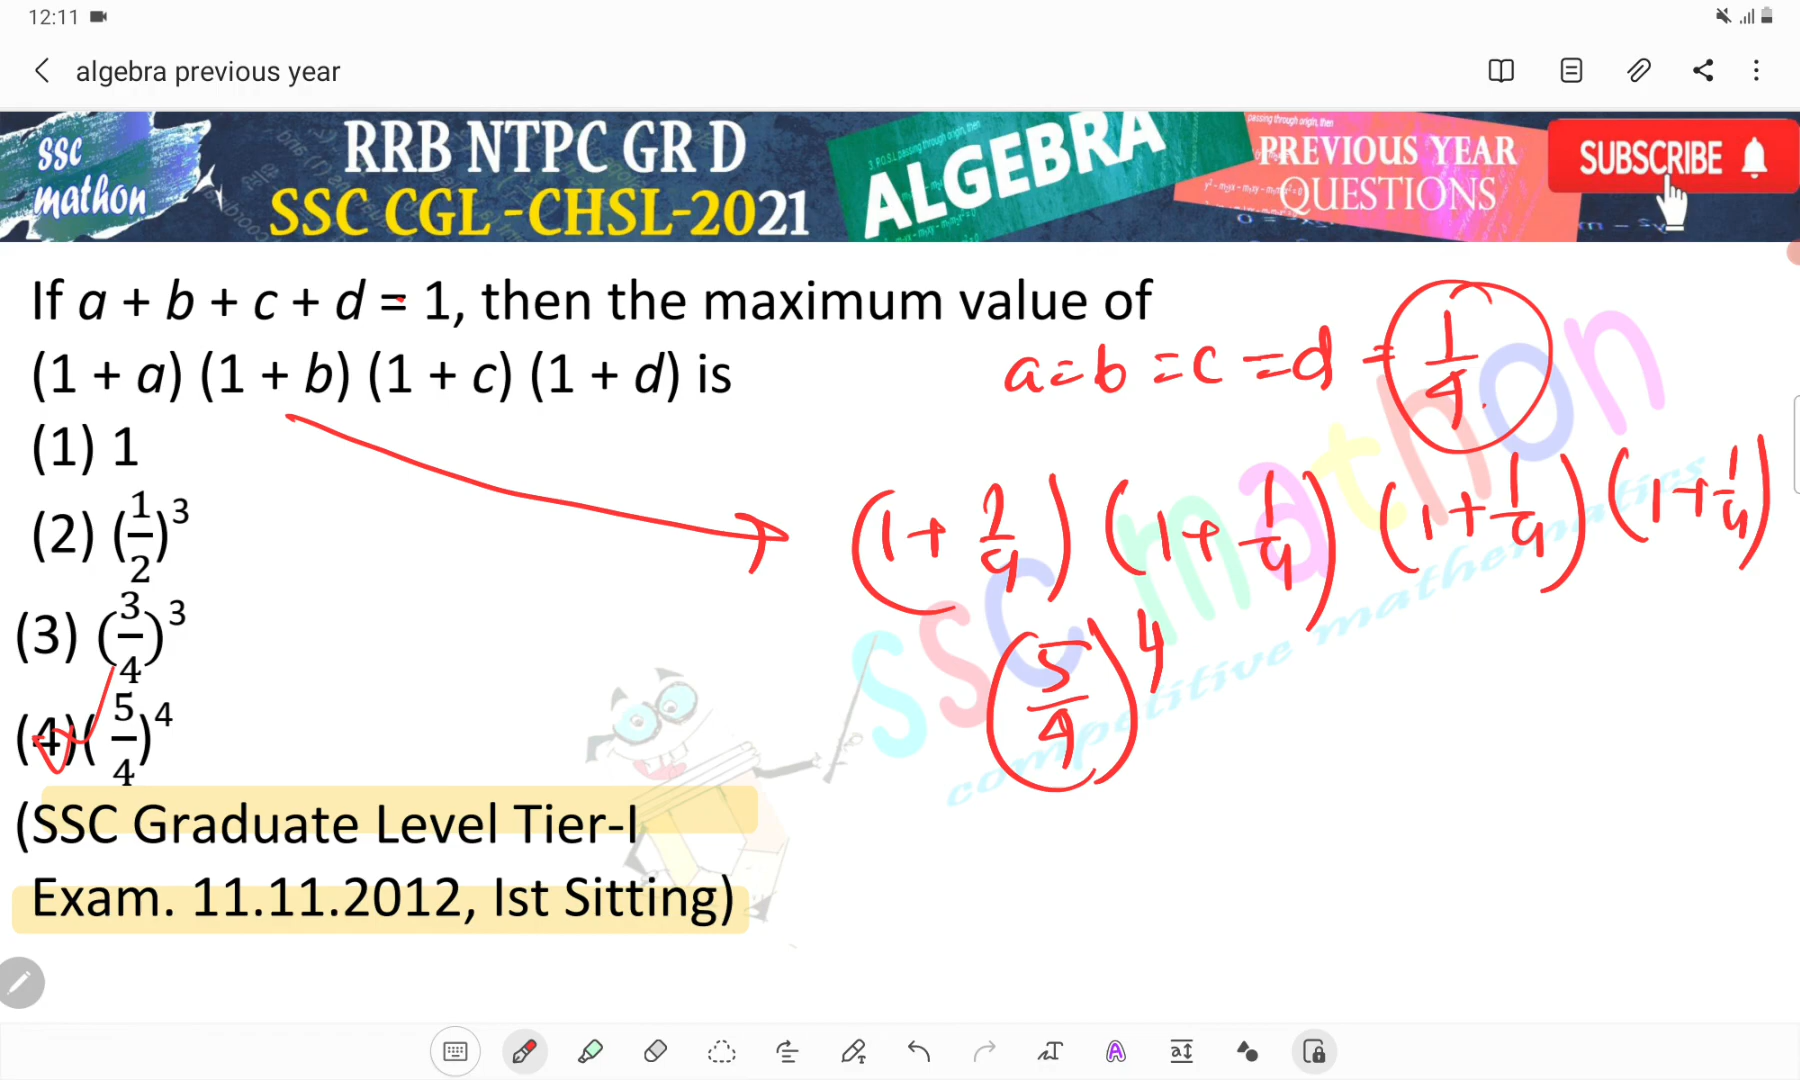 12:11
algebra previous year
ssc
mathon
RRB NTPC GR D
SSC CGL -CHSL-2021
ALGEBRA
PREVIOUS YEAR
QUESTIONS
SUBSCRIBE
If a + b + c + d = 1, then the maximum value of
(1 + a) (1 + b) (1 + c) (1 + d) is
a = b = c = d = 1/4
(1) 1
(2) (1/2)^3
(1 + 2/4) (1 + 1/4) (1 + 1/4) (1 + 1/4)
(3) (3/4)^3
(5/4)^4
(4) (5/4)^4
ssc mathon
competitive mathematics
(SSC Graduate Level Tier-I
Exam. 11.11.2012, Ist Sitting)